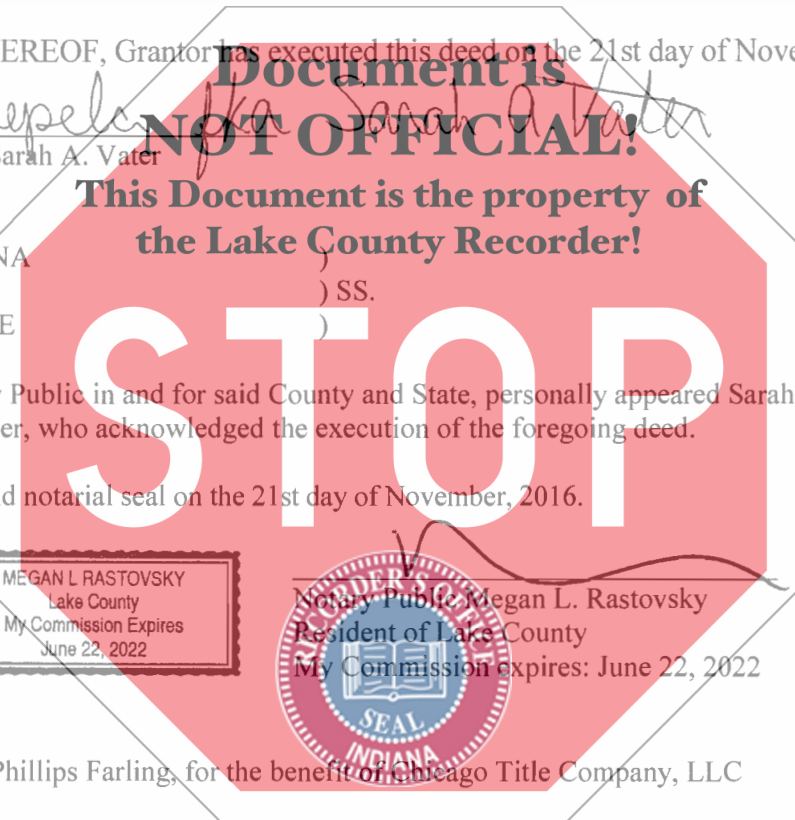 EREOF, Grantor has executed this deed on the 21st day of Nove
Document is
epelc fka Sarah A Vater
NOT OFFICIAL!
Sarah A. Vater
This Document is the property of
the Lake County Recorder!
NA )
) SS.
E )
STOP
Public in and for said County and State, personally appeared Sarah
er, who acknowledged the execution of the foregoing deed.
d notarial seal on the 21st day of November, 2016.
MEGAN L RASTOVSKY
Lake County
My Commission Expires
June 22, 2022
Notary Public Megan L. Rastovsky
Resident of Lake County
My Commission expires: June 22, 2022
RECORDER'S OFFICE
SEAL
INDIANA
Phillips Farling, for the benefit of Chicago Title Company, LLC